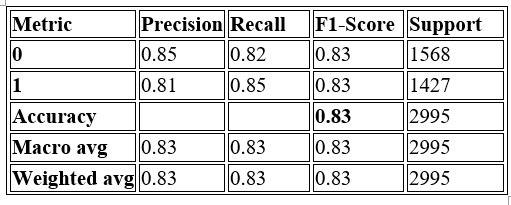 Metric Precision Recall F1-Score Support
0 0.85 0.82 0.83 1568
1 0.81 0.85 0.83 1427
Accuracy 0.83 2995
Macro avg 0.83 0.83 0.83 2995
Weighted avg 0.83 0.83 0.83 2995